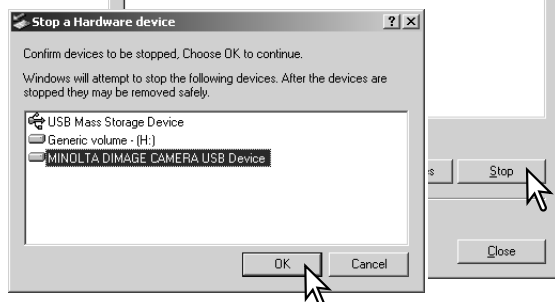 Stop a Hardware device
Confirm devices to be stopped, Choose OK to continue.
Windows will attempt to stop the following devices. After the devices are
stopped they may be removed safely.
USB Mass Storage Device
Generic volume - (H:)
MINOLTA DIMAGE CAMERA USB Device
OK
Cancel
es
Stop
Close